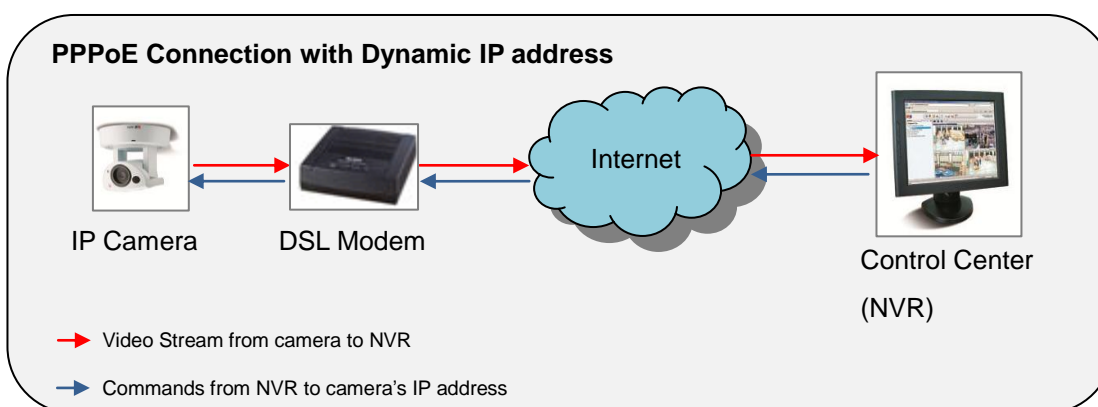 PPPoE Connection with Dynamic IP address
Internet
IP Camera
DSL Modem
Control Center
(NVR)
Video Stream from camera to NVR
Commands from NVR to camera’s IP address